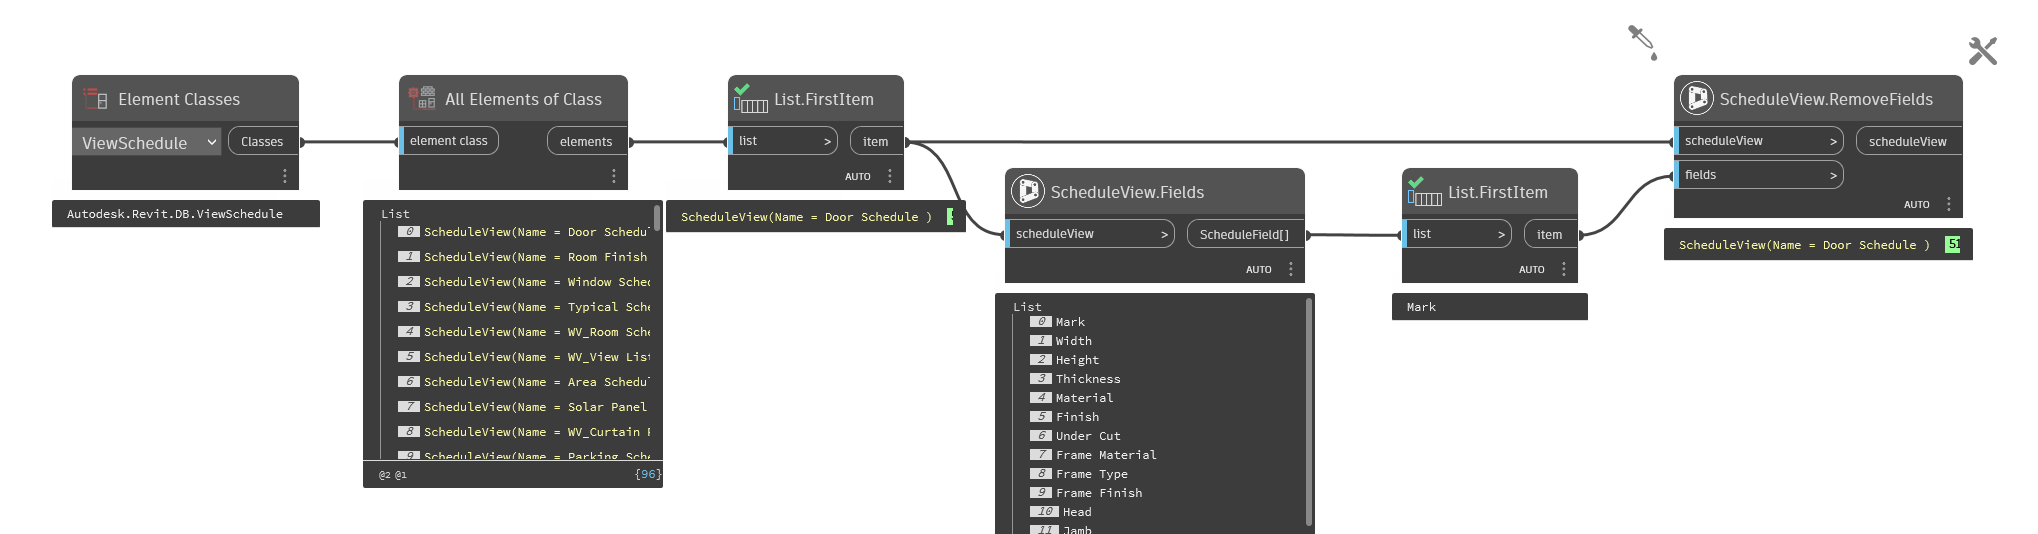 Element Classes
ViewSchedule
Classes
Autodesk.Revit.DB.ViewSchedule
All Elements of Class
element class
elements
List
0 ScheduleView(Name = Door Schedu
1 ScheduleView(Name = Room Finish
2 ScheduleView(Name = Window Sched
3 ScheduleView(Name = Typical Sche
4 ScheduleView(Name = WV_Room Sche
5 ScheduleView(Name = WV_View List
6 ScheduleView(Name = Area Schedul
7 ScheduleView(Name = Solar Panel
8 ScheduleView(Name = WV_Curtain
9 ScheduleView(Name = Parking Sche
@2 @1
{96}
List.FirstItem
list >
item
AUTO
ScheduleView(Name = Door Schedule )
ScheduleView.Fields
scheduleView >
ScheduleField[]
AUTO
List
0 Mark
1 Width
2 Height
3 Thickness
4 Material
5 Finish
6 Under Cut
7 Frame Material
8 Frame Type
9 Frame Finish
10 Head
11 Jamb
List.FirstItem
list >
item
AUTO
Mark
ScheduleView.RemoveFields
scheduleView >
scheduleView
fields >
AUTO
ScheduleView(Name = Door Schedule ) 51